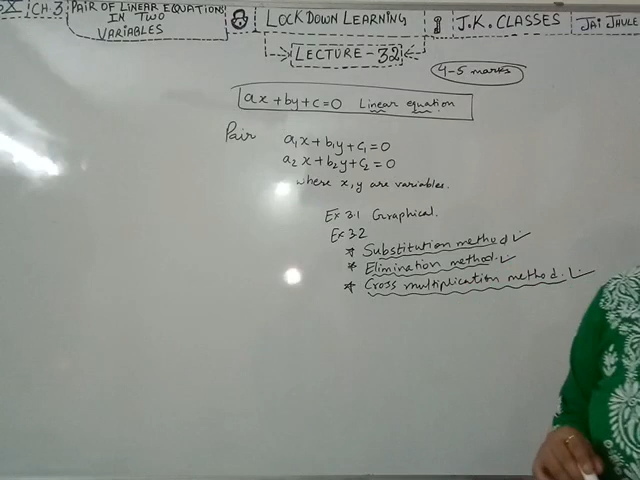 X CH.3 PAIR OF LINEAR EQUATIONS IN TWO VARIABLES
LOCKDOWN LEARNING
J.K. CLASSES
JAI JHULE
LECTURE - 32
4-5 marks
ax + by + c = 0 Linear equation
Pair a₁x + b₁y + c₁ = 0
a₂x + b₂y + c₂ = 0
where x, y are variables.
Ex 3.1 Graphical.
Ex 3.2
* Substitution method ✓
* Elimination method. ✓
* Cross multiplication method. ✓